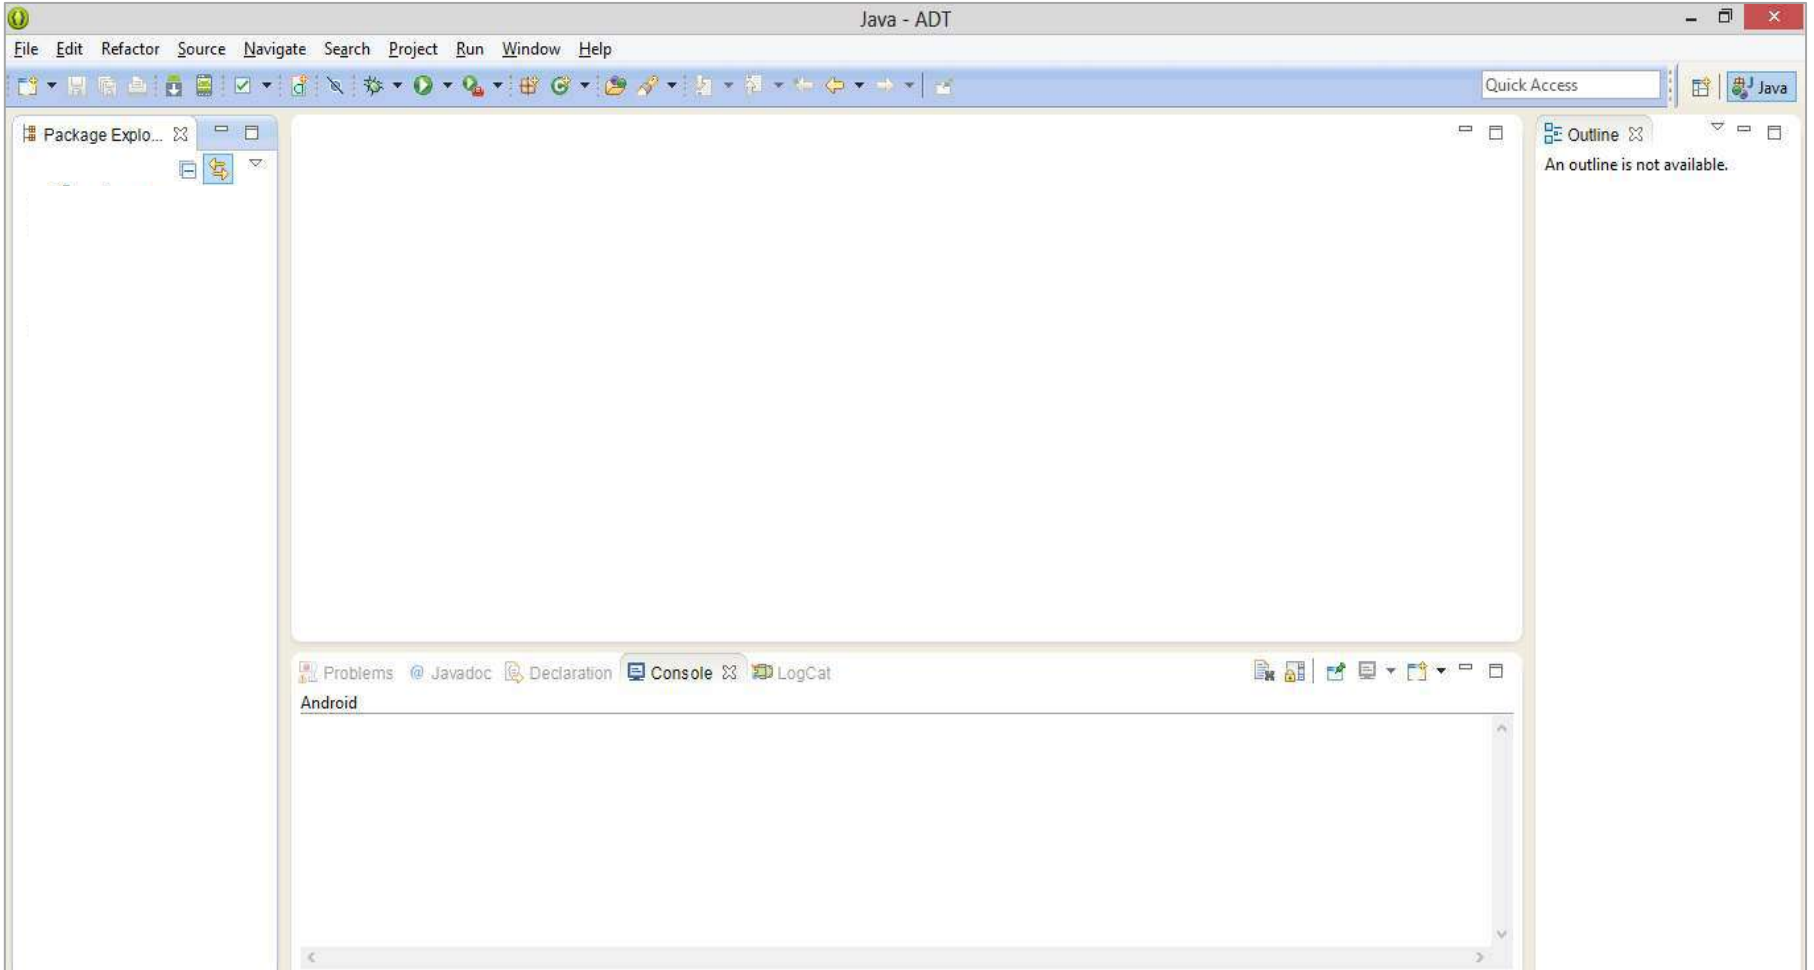 Java - ADT
File Edit Refactor Source Navigate Search Project Run Window Help
Quick Access
Java
Package Explo...
Outline
An outline is not available.
Problems @ Javadoc Declaration Console LogCat
Android